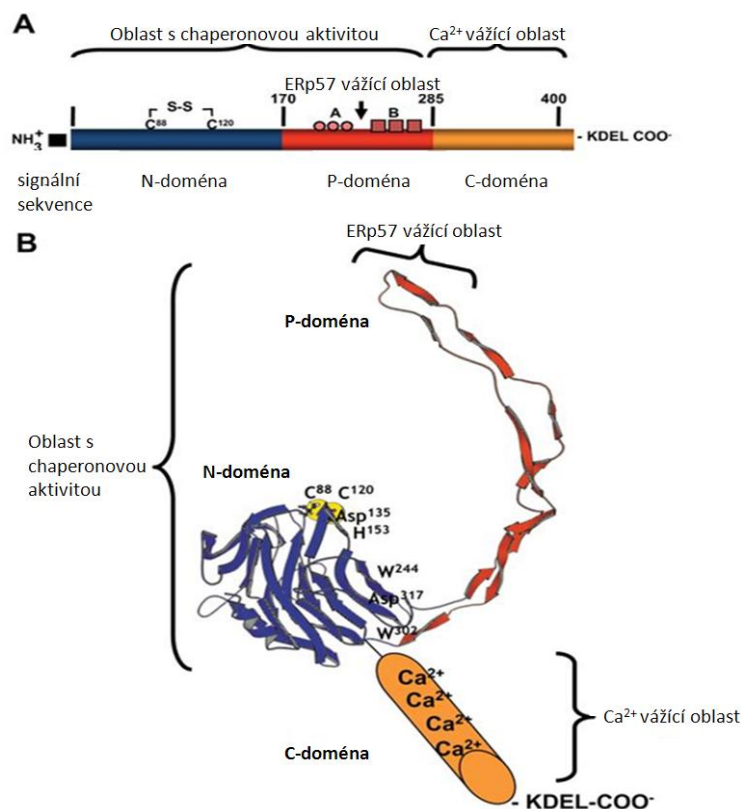 A
Oblast s chaperonovou aktivitou
Ca²⁺ vážící oblast
ERp57 vážící oblast
170
285
400
S-S
C⁸⁸
C¹²⁰
A
B
NH₃⁺
- KDEL COO⁻
signální
sekvence
N-doména
P-doména
C-doména
B
ERp57 vážící oblast
P-doména
Oblast s
chaperonovou
aktivitou
N-doména
C⁸⁸ C¹²⁰
Asp¹³⁵
H¹⁵³
W²⁴⁴
Asp³¹⁷
W³⁰²
Ca²⁺
Ca²⁺
Ca²⁺
Ca²⁺
Ca²⁺ vážící oblast
C-doména
- KDEL-COO⁻